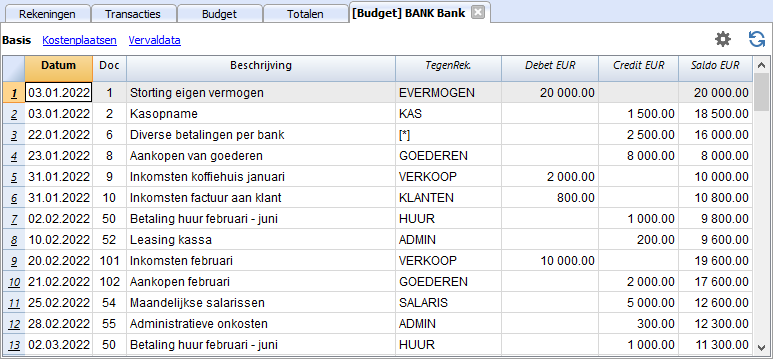 Rekeningen Transacties Budget Totalen [Budget] BANK Bank
Basis Kostenplaatsen Vervaldata
Datum Doc Beschrijving TegenRek. Debet EUR Credit EUR Saldo EUR
1 03.01.2022 1 Storting eigen vermogen EVERMOGEN 20 000.00 20 000.00
2 03.01.2022 2 Kasopname KAS 1 500.00 18 500.00
3 22.01.2022 6 Diverse betalingen per bank [*] 2 500.00 16 000.00
4 23.01.2022 8 Aankopen van goederen GOEDEREN 8 000.00 8 000.00
5 31.01.2022 9 Inkomsten koffiehuis januari VERKOOP 2 000.00 10 000.00
6 31.01.2022 10 Inkomsten factuur aan klant KLANTEN 800.00 10 800.00
7 02.02.2022 50 Betaling huur februari - juni HUUR 1 000.00 9 800.00
8 10.02.2022 52 Leasing kassa ADMIN 200.00 9 600.00
9 20.02.2022 101 Inkomsten februari VERKOOP 10 000.00 19 600.00
10 21.02.2022 102 Aankopen februari GOEDEREN 2 000.00 17 600.00
11 25.02.2022 54 Maandelijkse salarissen SALARIS 5 000.00 12 600.00
12 28.02.2022 55 Administratieve onkosten ADMIN 300.00 12 300.00
13 02.03.2022 50 Betaling huur februari - juni HUUR 1 000.00 11 300.00